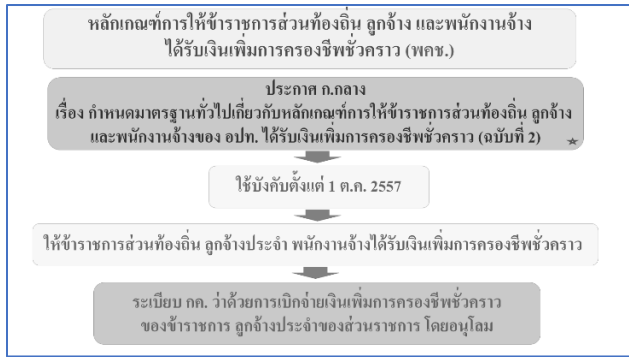 หลักเกณฑ์การให้ข้าราชการส่วนท้องถิ่น ลูกจ้าง และพนักงานจ้าง
ได้รับเงินเพิ่มการครองชีพชั่วคราว (พคช.)
ประกาศ ก.กลาง
เรื่อง กำหนดมาตรฐานทั่วไปเกี่ยวกับหลักเกณฑ์การให้ข้าราชการส่วนท้องถิ่น ลูกจ้าง
และพนักงานจ้างของ อปท. ได้รับเงินเพิ่มการครองชีพชั่วคราว (ฉบับที่ 2)
ใช้บังคับตั้งแต่ 1 ต.ค. 2557
ให้ข้าราชการส่วนท้องถิ่น ลูกจ้างประจำ พนักงานจ้างได้รับเงินเพิ่มการครองชีพชั่วคราว
ระเบียบ กค. ว่าด้วยการเบิกจ่ายเงินเพิ่มการครองชีพชั่วคราว
ของข้าราชการ ลูกจ้างประจำของส่วนราชการ โดยอนุโลม